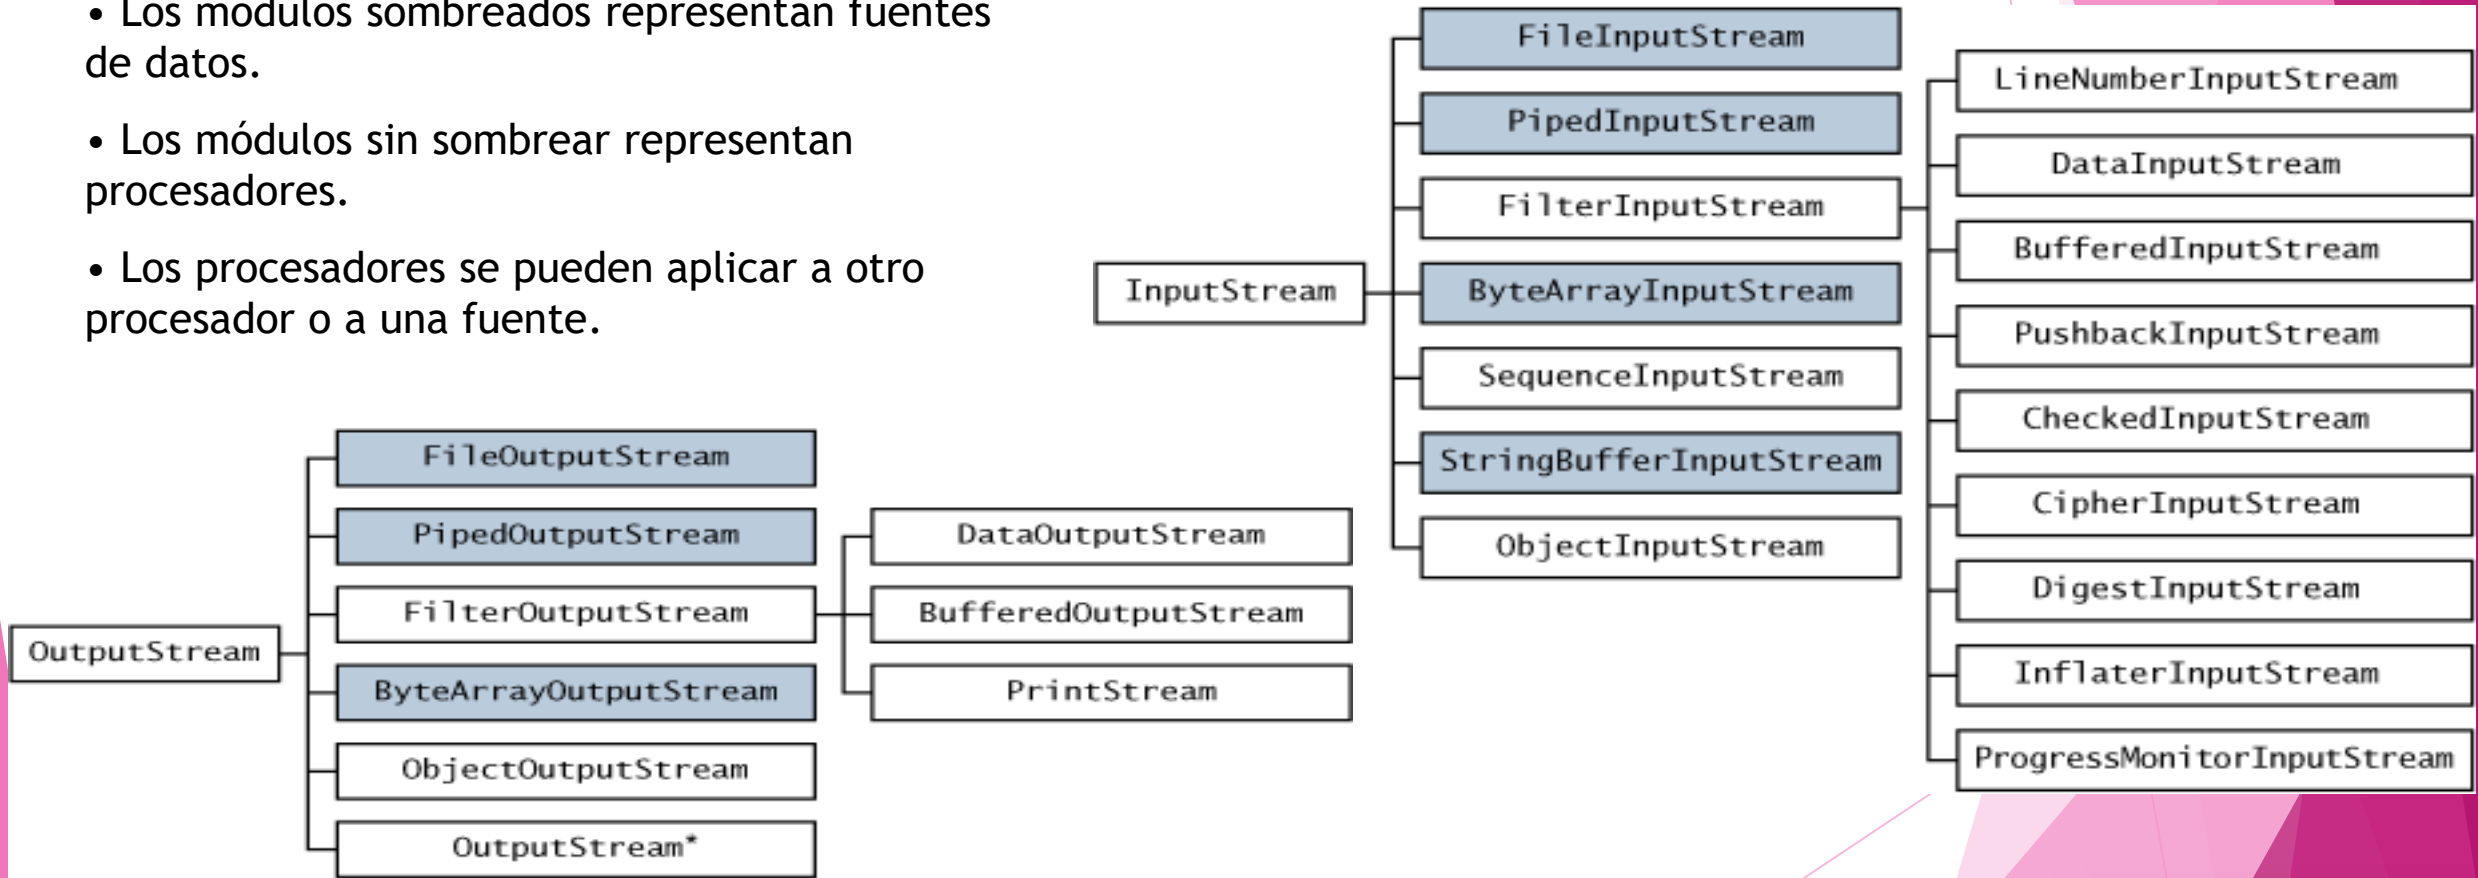 • Los módulos sombreados representan fuentes
de datos.
• Los módulos sin sombrear representan
procesadores.
• Los procesadores se pueden aplicar a otro
procesador o a una fuente.
InputStream
FileInputStream
PipedInputStream
FilterInputStream
ByteArrayInputStream
SequenceInputStream
StringBufferInputStream
ObjectInputStream
LineNumberInputStream
DataInputStream
BufferedInputStream
PushbackInputStream
CheckedInputStream
CipherInputStream
DigestInputStream
InflaterInputStream
ProgressMonitorInputStream
OutputStream
FileOutputStream
PipedOutputStream
FilterOutputStream
ByteArrayOutputStream
ObjectOutputStream
OutputStream*
DataOutputStream
BufferedOutputStream
PrintStream